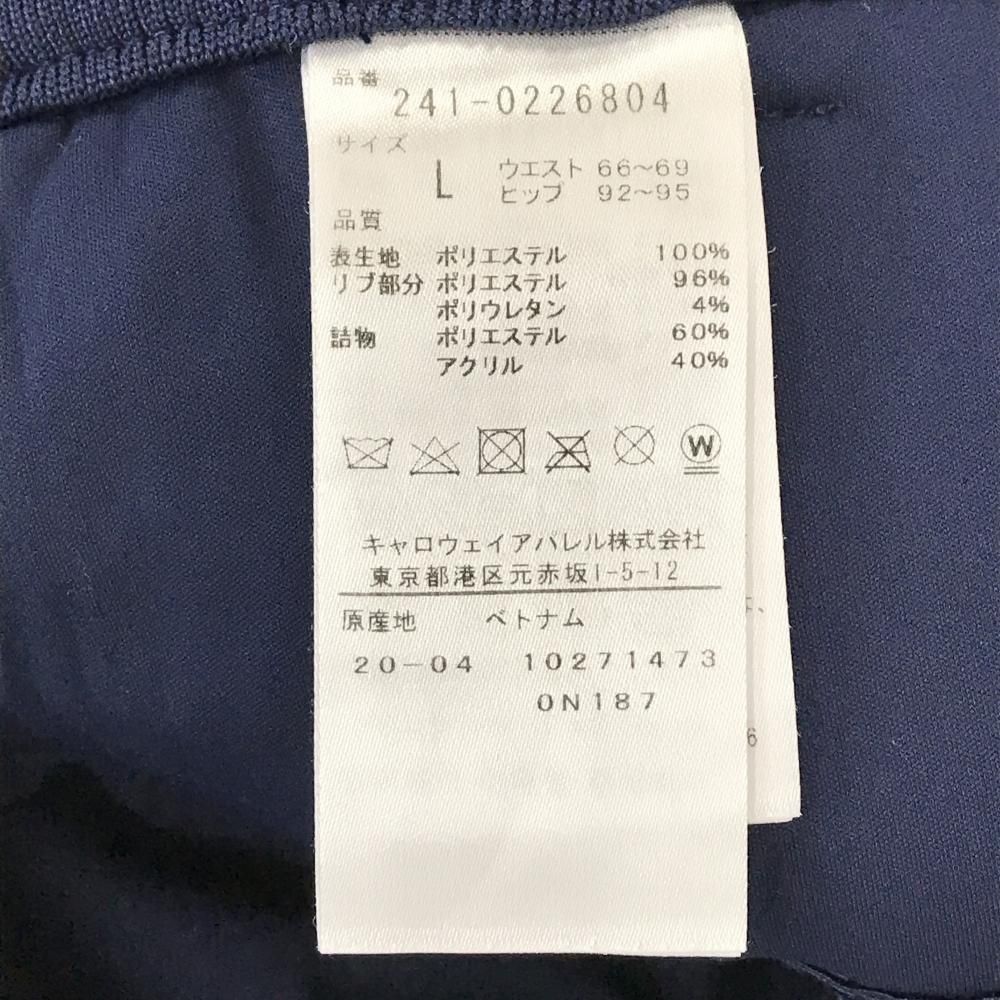 品番
241-0226804
サイズ
L ウエスト 66〜69
ヒップ 92〜95
品質
表生地 ポリエステル 100%
リブ部分 ポリエステル 96%
ポリウレタン 4%
詰物 ポリエステル 60%
アクリル 40%
W
キャロウェイアパレル株式会社
東京都港区元赤坂1-5-12
原産地 ベトナム
20-04 10271473
0N187
6